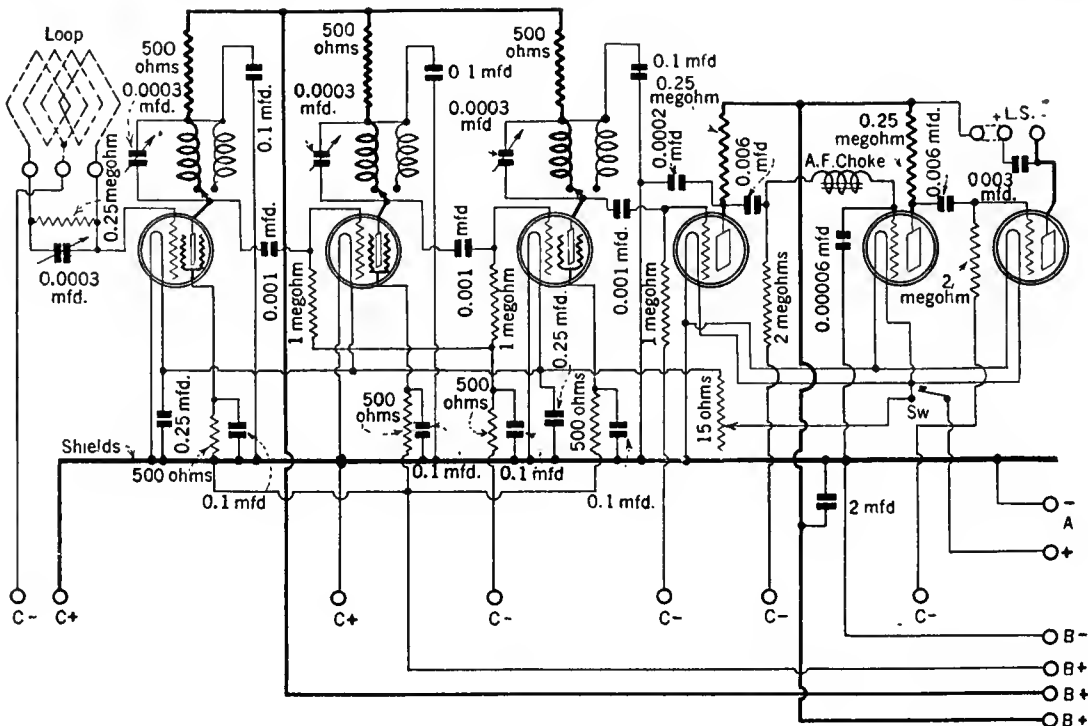 Loop
500
ohms
500
ohms
500
ohms
0.0003
mfd.
0.1 mfd.
0.0003
mfd.
0 1 mfd
0.0003
mfd
0.1 mfd
0.25
megohm
0.0002
mfd
0.006
mfd
0.25
megohm
A.F.Choke
0.006 mfd.
+L.S.-
003
mfd.
0.25 megohm
0.0003
mfd.
0.001 mfd
1 megohm
0.001 mfd
1 megohm
0.25 mfd.
0.001 mfd.
1 megohm
2 megohms
0.00006 mfd
2
megohm
Shields
0.25 mfd.
500 ohms
0.1 mfd
500
ohms
0.1 mfd.
500
ohms
0.1 mfd.
500 ohms
0.1 mfd.
15 ohms
Sw
2 mfd
-
A
+
C-
C+
C+
C-
C-
C-
C-
B-
B+
B+
B+